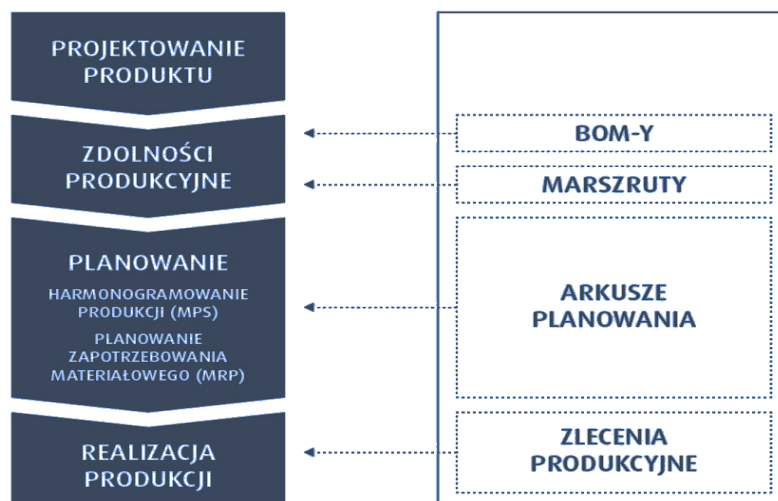 PROJEKTOWANIE
PRODUKTU
ZDOLNOŚCI
PRODUKCYJNE
PLANOWANIE
HARMONOGRAMOWANIE
PRODUKCJI (MPS)
PLANOWANIE
ZAPOTRZEBOWANIA
MATERIAŁOWEGO (MRP)
REALIZACJA
PRODUKCJI
BOM-Y
MARSZRUTY
ARKUSZE
PLANOWANIA
ZLECENIA
PRODUKCYJNE